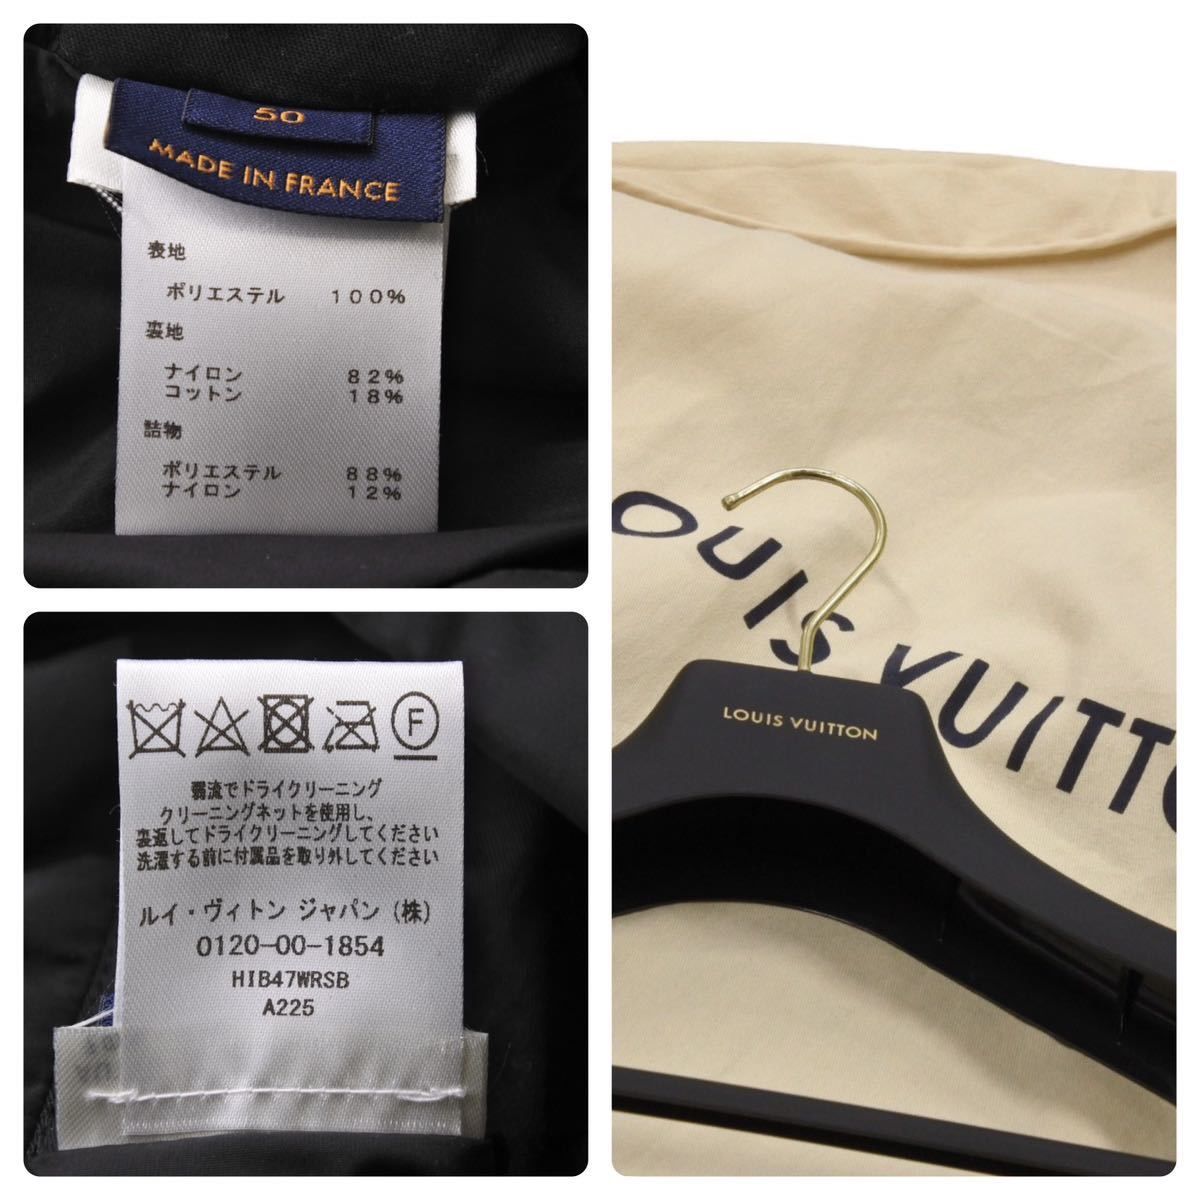 50
MADE IN FRANCE
表地
ポリエステル 100%
裏地
ナイロン 82%
コットン 18%
詰物
ポリエステル 88%
ナイロン 12%
F
弱流でドライクリーニング
クリーニングネットを使用し、
裏返してドライクリーニングしてください
洗濯する前に付属品を取り外してください
ルイ・ヴィトン ジャパン(株)
0120-00-1854
HIB47WRSB
A225
OUIS VUITTO
LOUIS VUITTON